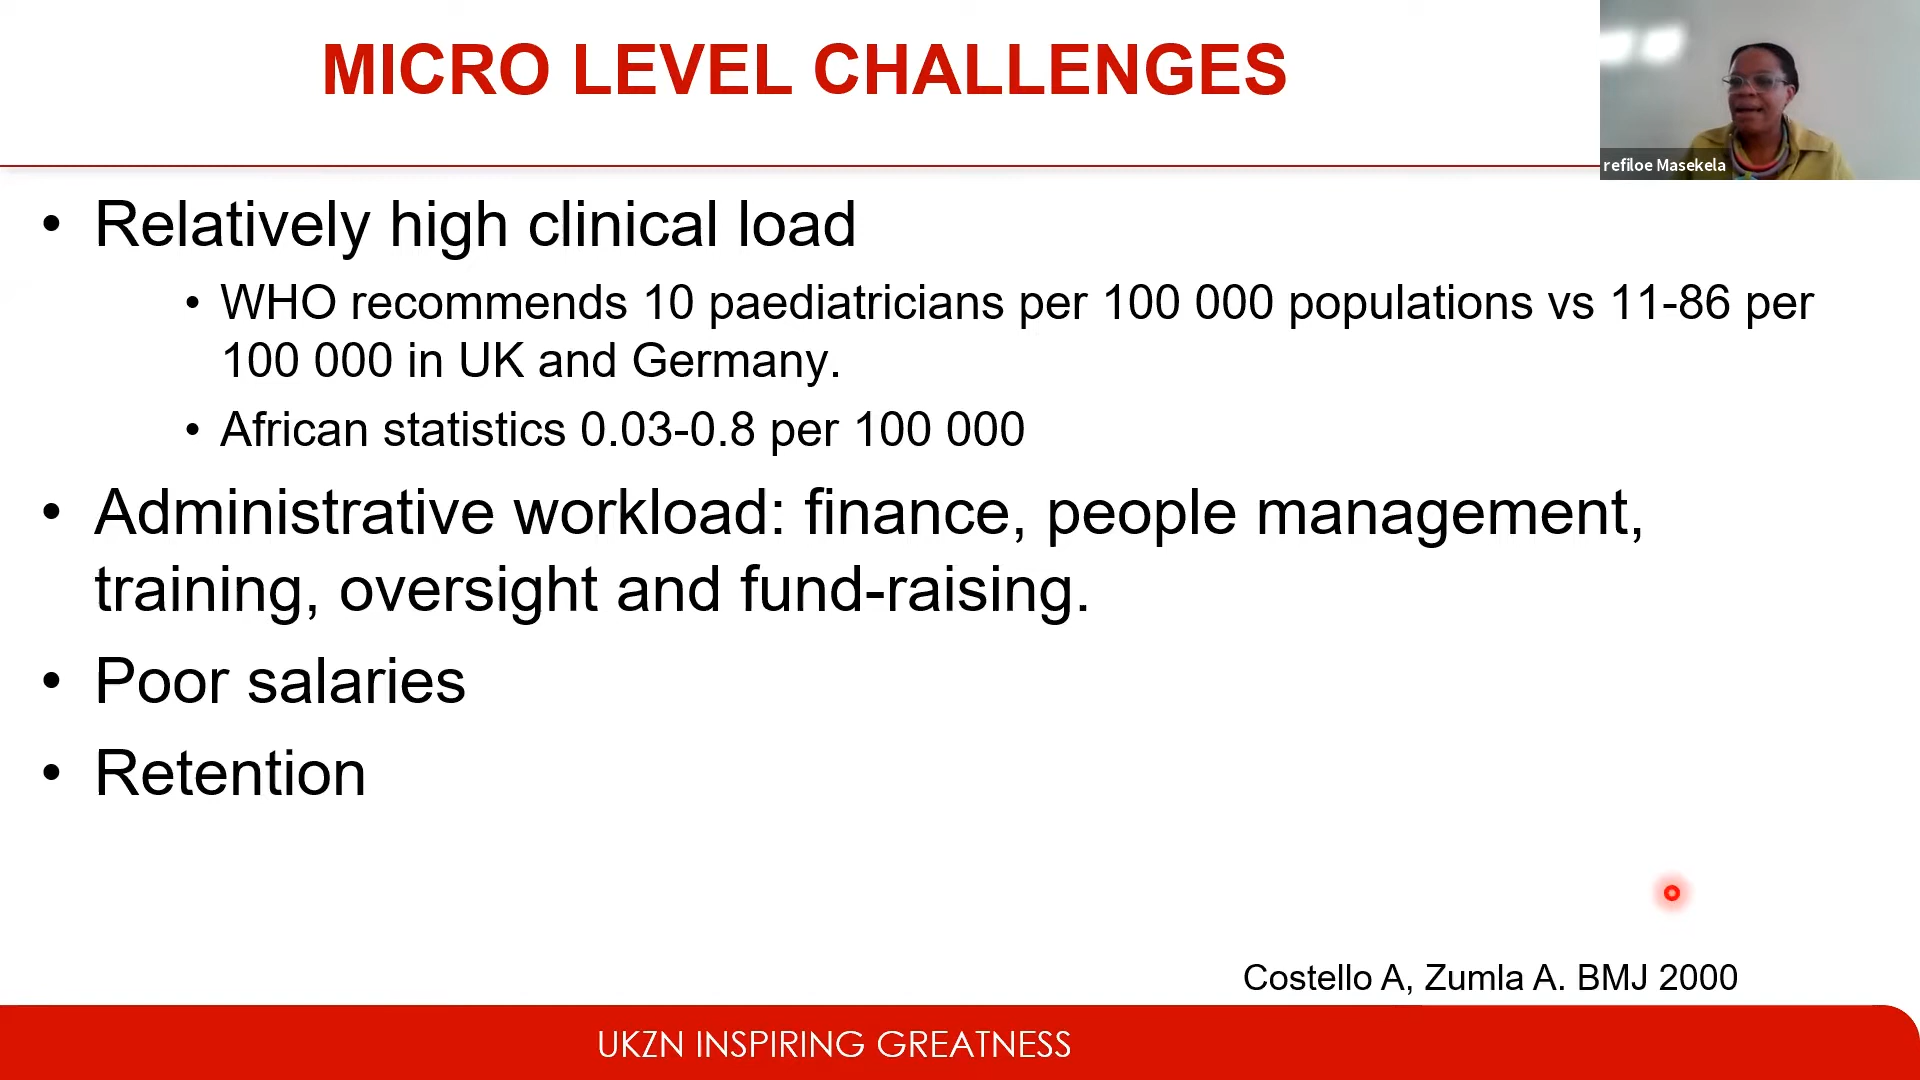 MICRO LEVEL CHALLENGES
refiloe Masekela
• Relatively high clinical load
• WHO recommends 10 paediatricians per 100 000 populations vs 11-86 per
100 000 in UK and Germany.
• African statistics 0.03-0.8 per 100 000
• Administrative workload: finance, people management,
training, oversight and fund-raising.
• Poor salaries
• Retention
Costello A, Zumla A. BMJ 2000
UKZN INSPIRING GREATNESS